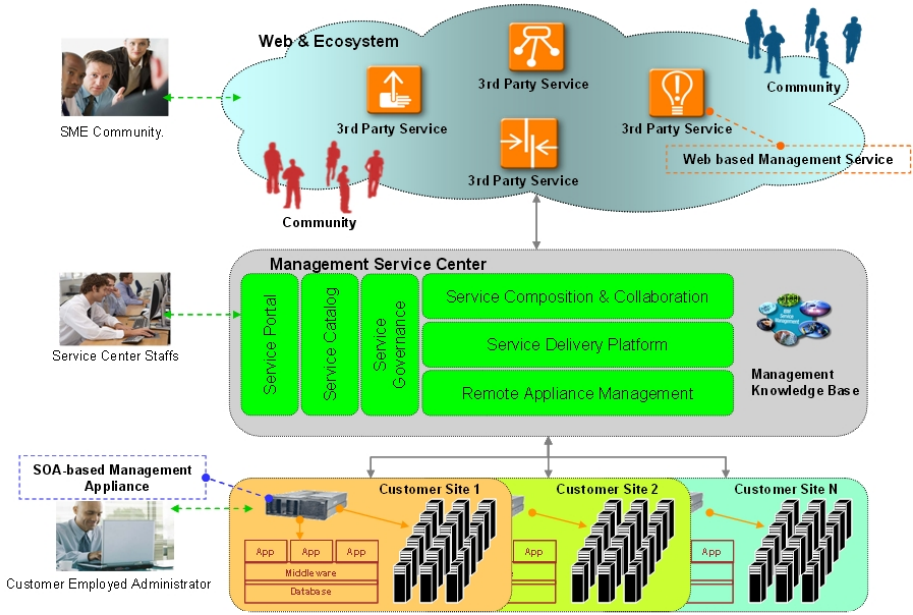 Web & Ecosystem
3rd Party Service
Community
3rd Party Service
3rd Party Service
SME Community.
Web based Management Service
3rd Party Service
Community
Management Service Center
Service Portal
Service Catalog
Service
Governance
Service Composition & Collaboration
Service Delivery Platform
Remote Appliance Management
IBM
Service
Management
Management
Knowledge Base
Service Center Staffs
SOA-based Management
Appliance
Customer Site 1
Customer Site 2
Customer Site N
App
App
App
App
App
Middleware
Database
Customer Employed Administrator